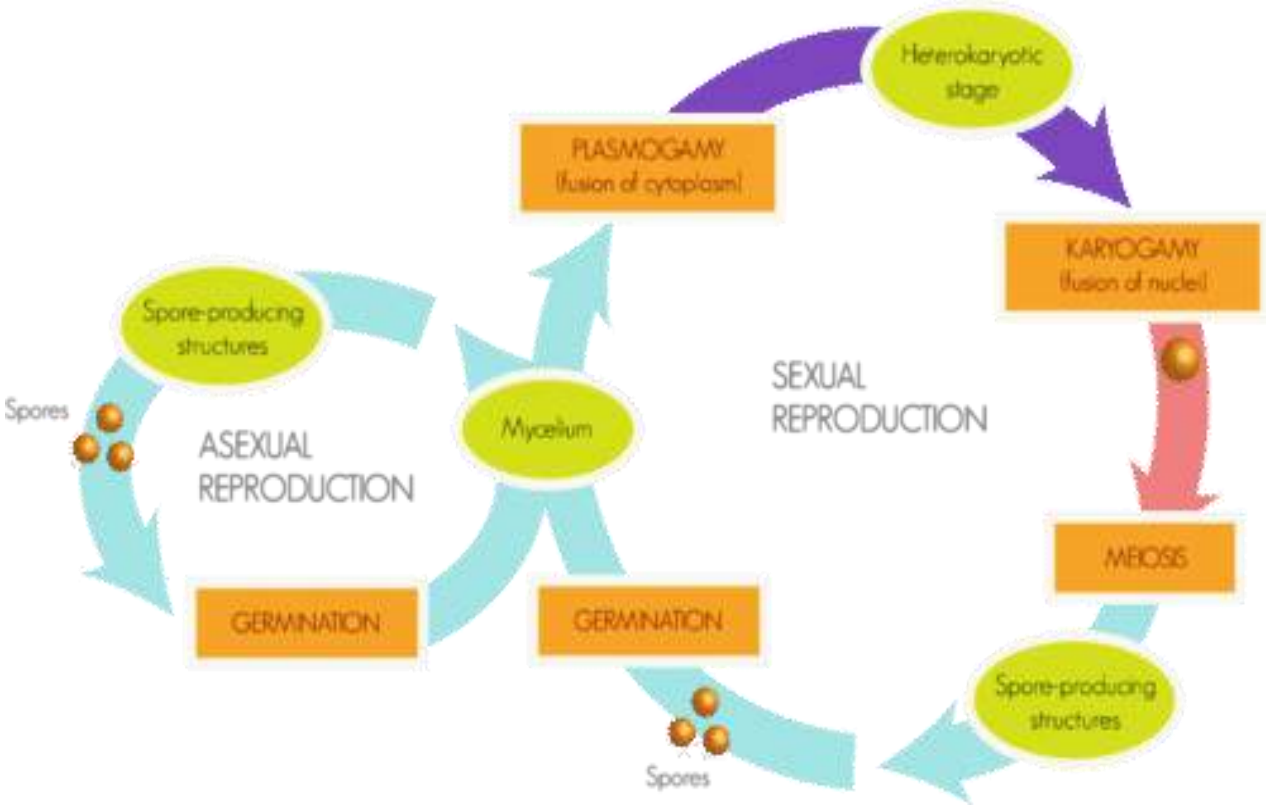 Heterokaryotic
stage
PLASMOGAMY
(fusion of cytoplasm)
KARYOGAMY
(fusion of nuclei)
Spore-producing
structures
Spores
SEXUAL
REPRODUCTION
Mycelium
ASEXUAL
REPRODUCTION
MEIOSIS
GERMINATION
GERMINATION
Spore-producing
structures
Spores